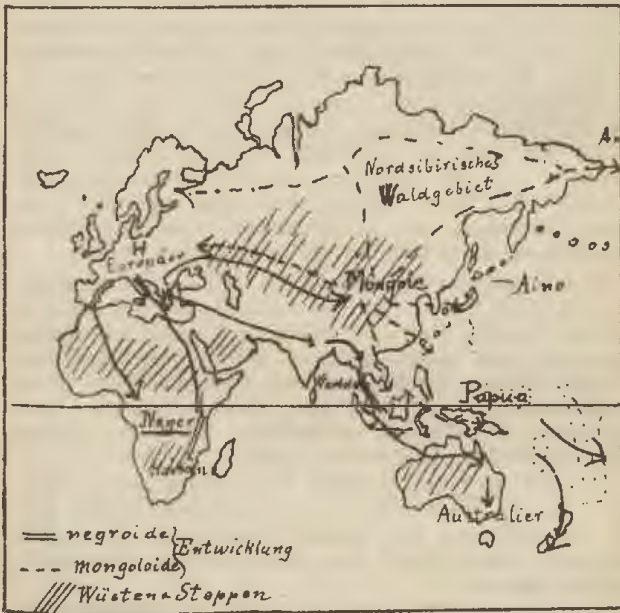 A
Nordsibirisches
Waldgebiet
H
Europäer
Mongole
Aino
Papua
Neger
Australier
negroide } Entwicklung
mongoloide }
Wüsten & Steppen